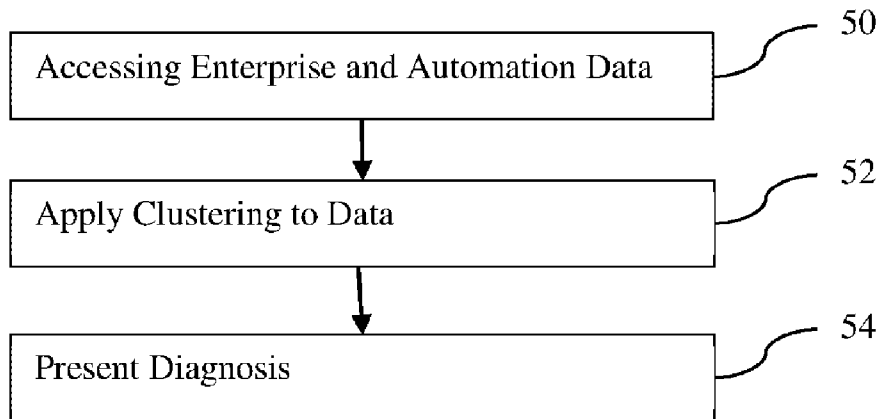 50
Accessing Enterprise and Automation Data
52
Apply Clustering to Data
54
Present Diagnosis